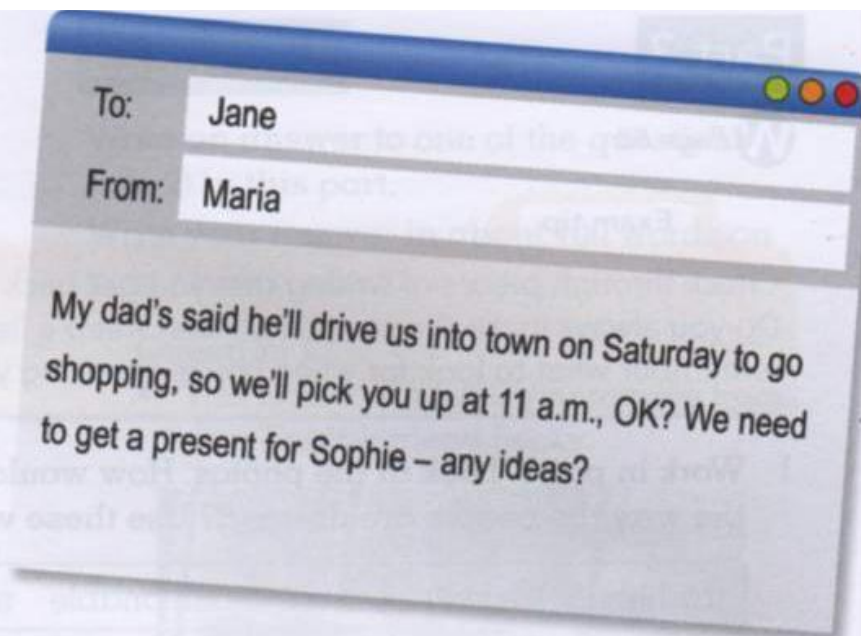 To: Jane
From: Maria
My dad's said he'll drive us into town on Saturday to go
shopping, so we'll pick you up at 11 a.m., OK? We need
to get a present for Sophie – any ideas?